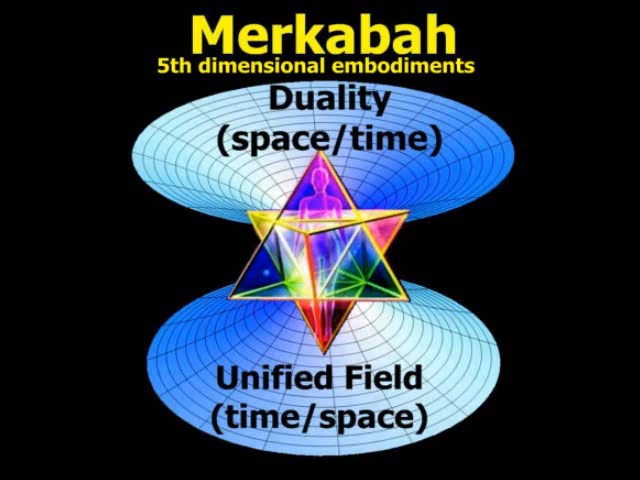 Merkabah
5th dimensional embodiments
Duality
(space/time)
Unified Field
(time/space)